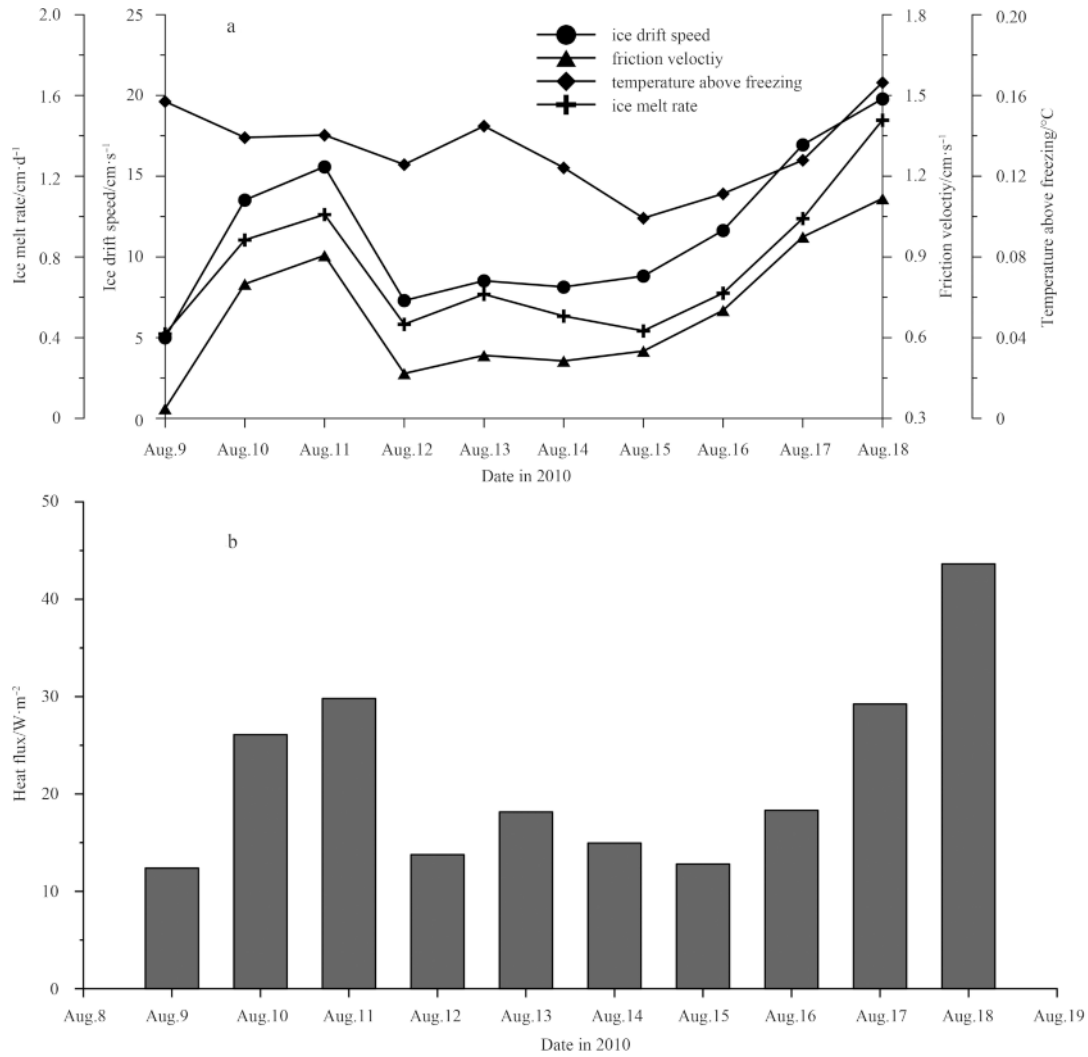 a
ice drift speed
friction veloctiy
temperature above freezing
ice melt rate
Ice melt rate/cm·d⁻¹
2.0
1.6
1.2
0.8
0.4
0
Ice drift speed/cm·s⁻¹
25
20
15
10
5
0
Friction veloctiy/cm·s⁻¹
1.8
1.5
1.2
0.9
0.6
0.3
Temperature above freezing/°C
0.20
0.16
0.12
0.08
0.04
0
Aug.9 Aug.10 Aug.11 Aug.12 Aug.13 Aug.14 Aug.15 Aug.16 Aug.17 Aug.18
Date in 2010
b
Heat flux/W·m⁻²
50
40
30
20
10
0
Aug.8 Aug.9 Aug.10 Aug.11 Aug.12 Aug.13 Aug.14 Aug.15 Aug.16 Aug.17 Aug.18 Aug.19
Date in 2010